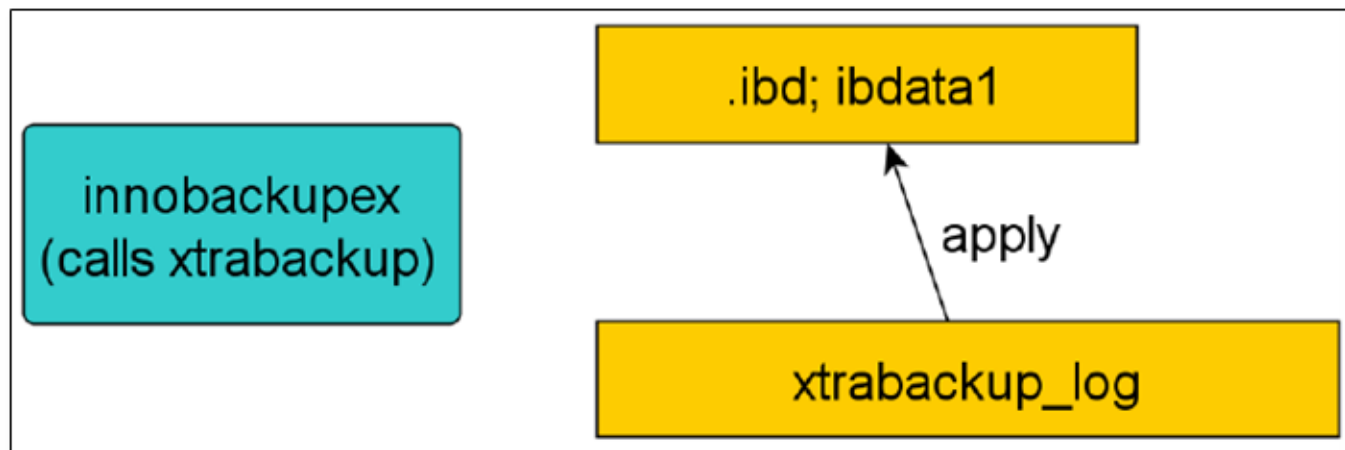 .ibd; ibdata1
innobackupex
(calls xtrabackup)
apply
xtrabackup_log